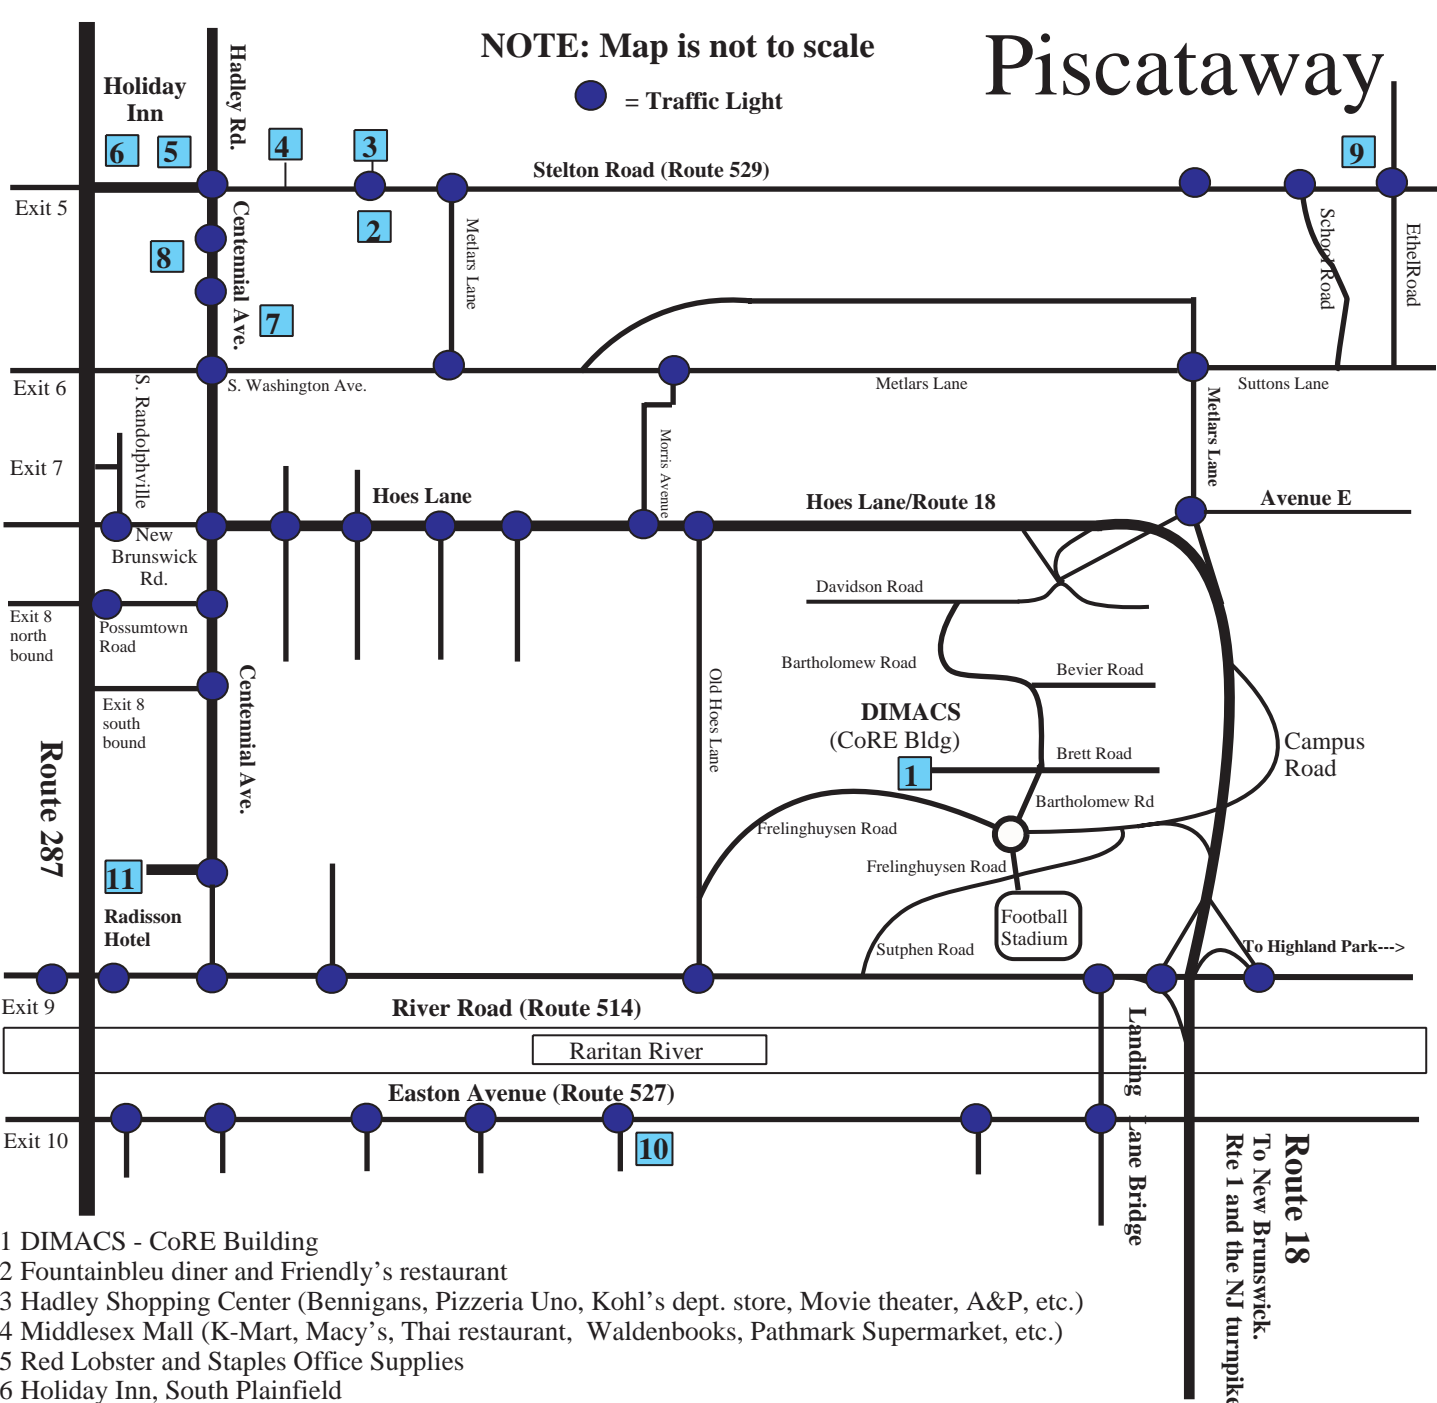 NOTE: Map is not to scale
Piscataway
= Traffic Light
Holiday
Inn
Hadley Rd.
6
5
4
3
9
Stelton Road (Route 529)
Exit 5
2
8
7
Centennial Ave.
Metlars Lane
School Road
EthelRoad
Exit 6
S. Washington Ave.
Metlars Lane
Suttons Lane
S. Randolphville
Morris Avenue
Metlars Lane
Exit 7
Hoes Lane
Hoes Lane/Route 18
Avenue E
New
Brunswick
Rd.
Davidson Road
Exit 8
north
bound
Possumtown
Road
Bartholomew Road
Bevier Road
Old Hoes Lane
Centennial Ave.
Exit 8
south
bound
DIMACS
(CoRE Bldg)
1
Brett Road
Campus
Road
Route 287
Bartholomew Rd
Frelinghuysen Road
Frelinghuysen Road
11
Radisson
Hotel
Football
Stadium
Sutphen Road
To Highland Park--->
Exit 9
River Road (Route 514)
Raritan River
Landing Lane Bridge
Easton Avenue (Route 527)
Exit 10
10
Route 18
To New Brunswick.
Rte 1 and the NJ turnpike
1 DIMACS - CoRE Building
2 Fountainbleu diner and Friendly's restaurant
3 Hadley Shopping Center (Bennigans, Pizzeria Uno, Kohl's dept. store, Movie theater, A&P, etc.)
4 Middlesex Mall (K-Mart, Macy's, Thai restaurant, Waldenbooks, Pathmark Supermarket, etc.)
5 Red Lobster and Staples Office Supplies
6 Holiday Inn, South Plainfield